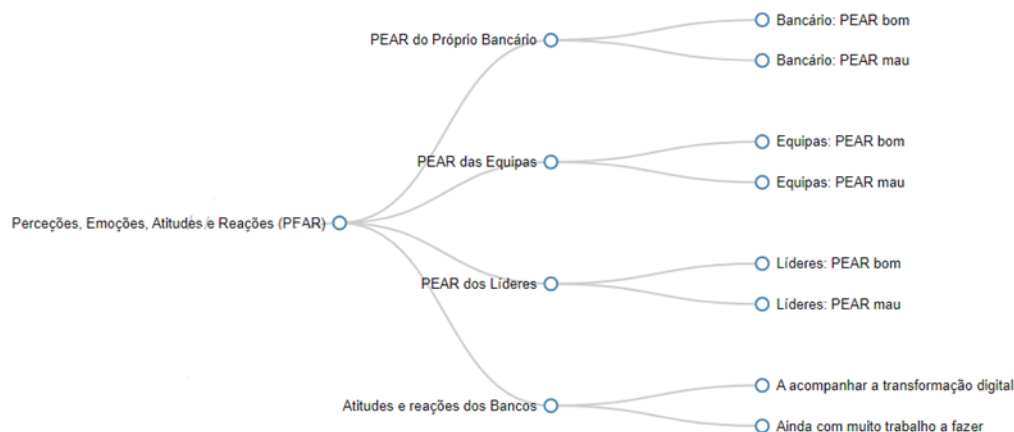 Bancário: PEAR bom
PEAR do Próprio Bancário
Bancário: PEAR mau
Equipas: PEAR bom
PEAR das Equipas
Equipas: PEAR mau
Perceções, Emoções, Atitudes e Reações (PEAR)
Líderes: PEAR bom
PEAR dos Líderes
Líderes: PEAR mau
A acompanhar a transformação digital
Atitudes e reações dos Bancos
Ainda com muito trabalho a fazer